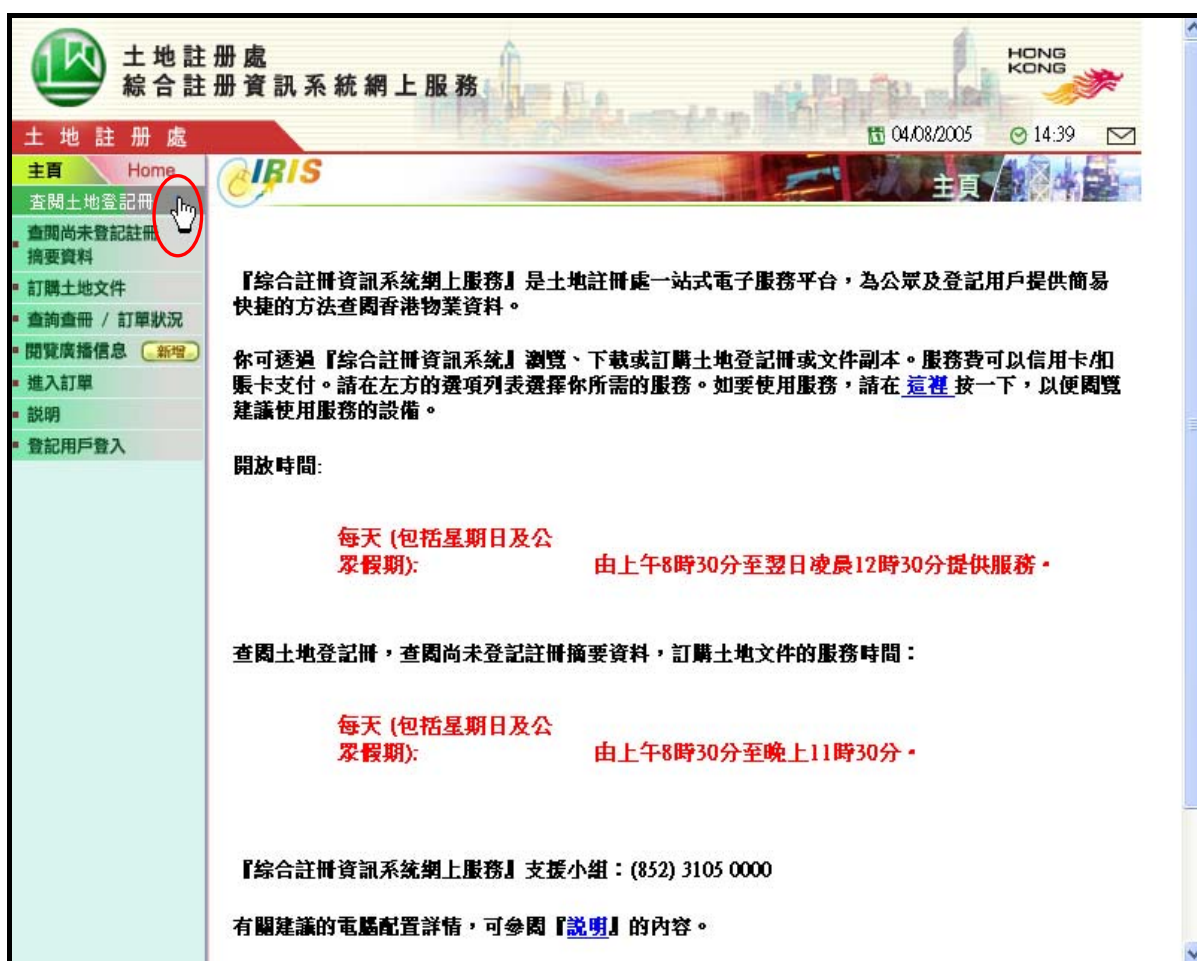 土地註冊處
綜合註冊資訊系統網上服務
HONG
KONG
土地註冊處
04/08/2005
14:39
主頁
Home
查閱土地登記冊
查閱尚未登記註冊
摘要資料
訂購土地文件
查詢查冊 / 訂單狀況
閱覽廣播信息
新增
進入訂單
説明
登記用戶登入
eIRIS
主頁
『綜合註冊資訊系統網上服務』是土地註冊處一站式電子服務平台，為公眾及登記用戶提供簡易
快捷的方法查閱香港物業資料。
你可透過『綜合註冊資訊系統』瀏覽、下載或訂購土地登記冊或文件副本。服務費可以信用卡/扣
賬卡支付。請在左方的選項列表選擇你所需的服務。如要使用服務，請在 這裡 按一下，以便閱覽
建議使用服務的設備。
開放時間:
每天 (包括星期日及公
眾假期):
由上午8時30分至翌日凌晨12時30分提供服務。
查閱土地登記冊，查閱尚未登記註冊摘要資料，訂購土地文件的服務時間：
每天 (包括星期日及公
眾假期):
由上午8時30分至晚上11時30分。
『綜合註冊資訊系統網上服務』支援小組：(852) 3105 0000
有關建議的電腦配置詳情，可參閱『説明』的內容。